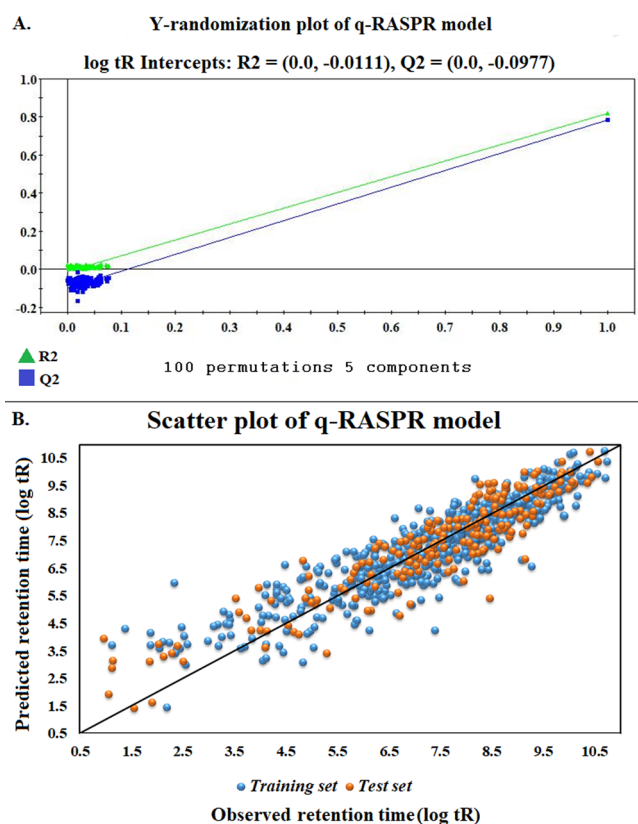 A.
Y-randomization plot of q-RASPR model
log tR Intercepts: R2 = (0.0, -0.0111), Q2 = (0.0, -0.0977)
1.0
0.8
0.6
0.4
0.2
0.0
-0.2
0.0 0.1 0.2 0.3 0.4 0.5 0.6 0.7 0.8 0.9 1.0
R2
Q2
100 permutations 5 components
B.
Scatter plot of q-RASPR model
Predicted retention time (log tR)
10.5
9.5
8.5
7.5
6.5
5.5
4.5
3.5
2.5
1.5
0.5
0.5 1.5 2.5 3.5 4.5 5.5 6.5 7.5 8.5 9.5 10.5
Training set Test set
Observed retention time (log tR)